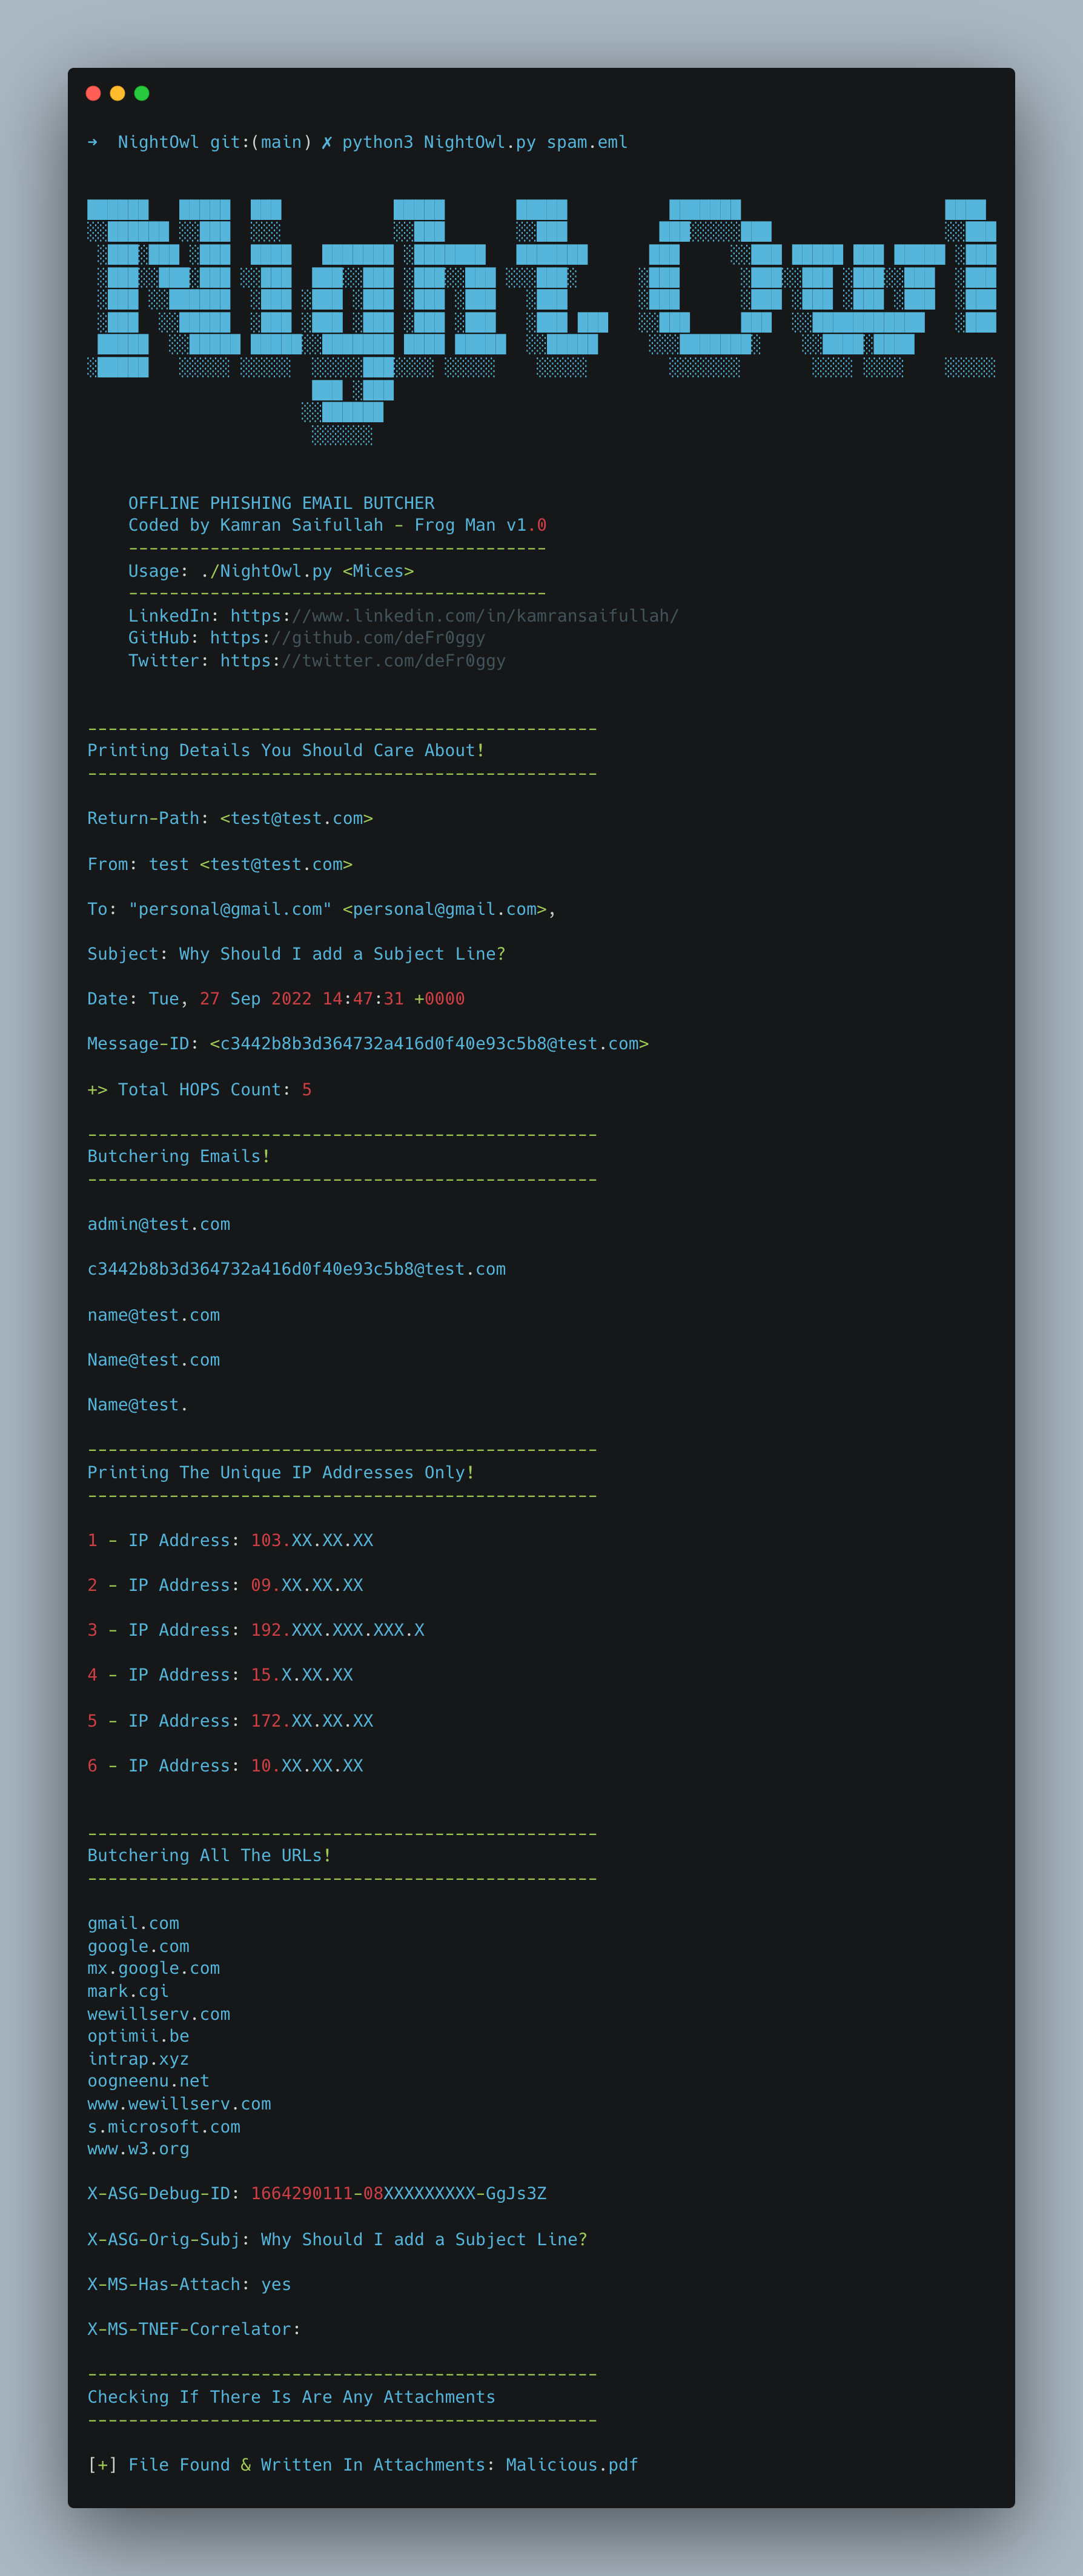 ➜  NightOwl git:(main) ✗ python3 NightOwl.py spam.eml
Night Owl
OFFLINE PHISHING EMAIL BUTCHER
Coded by Kamran Saifullah - Frog Man v1.0
-----------------------------------------
Usage: ./NightOwl.py <Mices>
-----------------------------------------
LinkedIn: https://www.linkedin.com/in/kamransaifullah/
GitHub: https://github.com/deFr0ggy
Twitter: https://twitter.com/deFr0ggy
--------------------------------------------------
Printing Details You Should Care About!
--------------------------------------------------
Return-Path: <test@test.com>
From: test <test@test.com>
To: "personal@gmail.com" <personal@gmail.com>,
Subject: Why Should I add a Subject Line?
Date: Tue, 27 Sep 2022 14:47:31 +0000
Message-ID: <c3442b8b3d364732a416d0f40e93c5b8@test.com>
+> Total HOPS Count: 5
--------------------------------------------------
Butchering Emails!
--------------------------------------------------
admin@test.com
c3442b8b3d364732a416d0f40e93c5b8@test.com
name@test.com
Name@test.com
Name@test.
--------------------------------------------------
Printing The Unique IP Addresses Only!
--------------------------------------------------
1 - IP Address: 103.XX.XX.XX
2 - IP Address: 09.XX.XX.XX
3 - IP Address: 192.XXX.XXX.XXX.X
4 - IP Address: 15.X.XX.XX
5 - IP Address: 172.XX.XX.XX
6 - IP Address: 10.XX.XX.XX
--------------------------------------------------
Butchering All The URLs!
--------------------------------------------------
gmail.com
google.com
mx.google.com
mark.cgi
wewillserv.com
optimii.be
intrap.xyz
oogneenu.net
www.wewillserv.com
s.microsoft.com
www.w3.org
X-ASG-Debug-ID: 1664290111-08XXXXXXXXX-GgJs3Z
X-ASG-Orig-Subj: Why Should I add a Subject Line?
X-MS-Has-Attach: yes
X-MS-TNEF-Correlator:
--------------------------------------------------
Checking If There Is Are Any Attachments
--------------------------------------------------
[+] File Found & Written In Attachments: Malicious.pdf